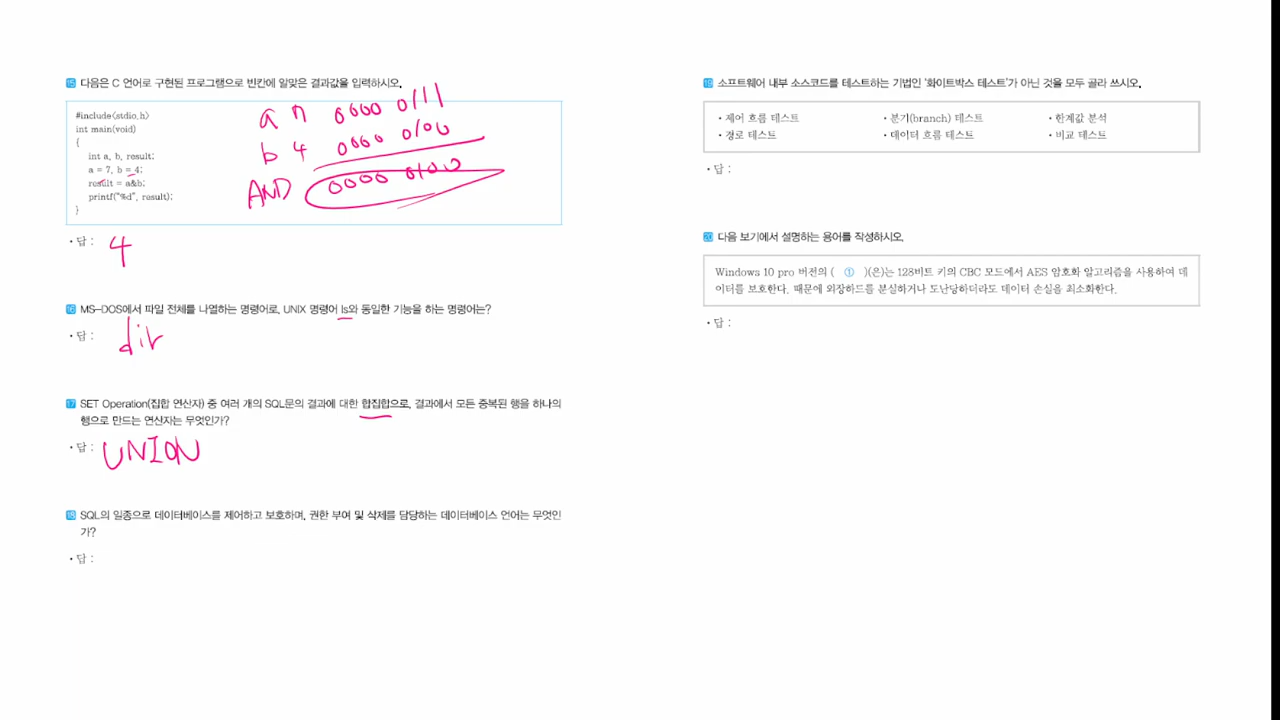 15 다음은 C 언어로 구현된 프로그램으로 빈칸에 알맞은 결과값을 입력하시오.
#include<stdio.h>
int main(void)
{
int a, b, result;
a = 7, b = 4;
result = a&b;
printf("%d", result);
}
a 7 0000 0111
b 4 0000 0100
AND 0000 0100
• 답 : 4
16 MS-DOS에서 파일 전체를 나열하는 명령어로, UNIX 명령어 ls와 동일한 기능을 하는 명령어는?
• 답 : dir
17 SET Operation(집합 연산자) 중 여러 개의 SQL문의 결과에 대한 합집합으로, 결과에서 모든 중복된 행을 하나의
행으로 만드는 연산자는 무엇인가?
• 답 : UNION
18 SQL의 일종으로 데이터베이스를 제어하고 보호하며, 권한 부여 및 삭제를 담당하는 데이터베이스 언어는 무엇인
가?
• 답 :
19 소프트웨어 내부 소스코드를 테스트하는 기법인 '화이트박스 테스트'가 아닌 것을 모두 골라 쓰시오.
• 제어 흐름 테스트 • 분기(branch) 테스트 • 한계값 분석
• 경로 테스트 • 데이터 흐름 테스트 • 비교 테스트
• 답 :
20 다음 보기에서 설명하는 용어를 작성하시오.
Windows 10 pro 버전의 ( ① )(은)는 128비트 키의 CBC 모드에서 AES 암호화 알고리즘을 사용하여 데
이터를 보호한다. 때문에 외장하드를 분실하거나 도난당하더라도 데이터 손실을 최소화한다.
• 답 :